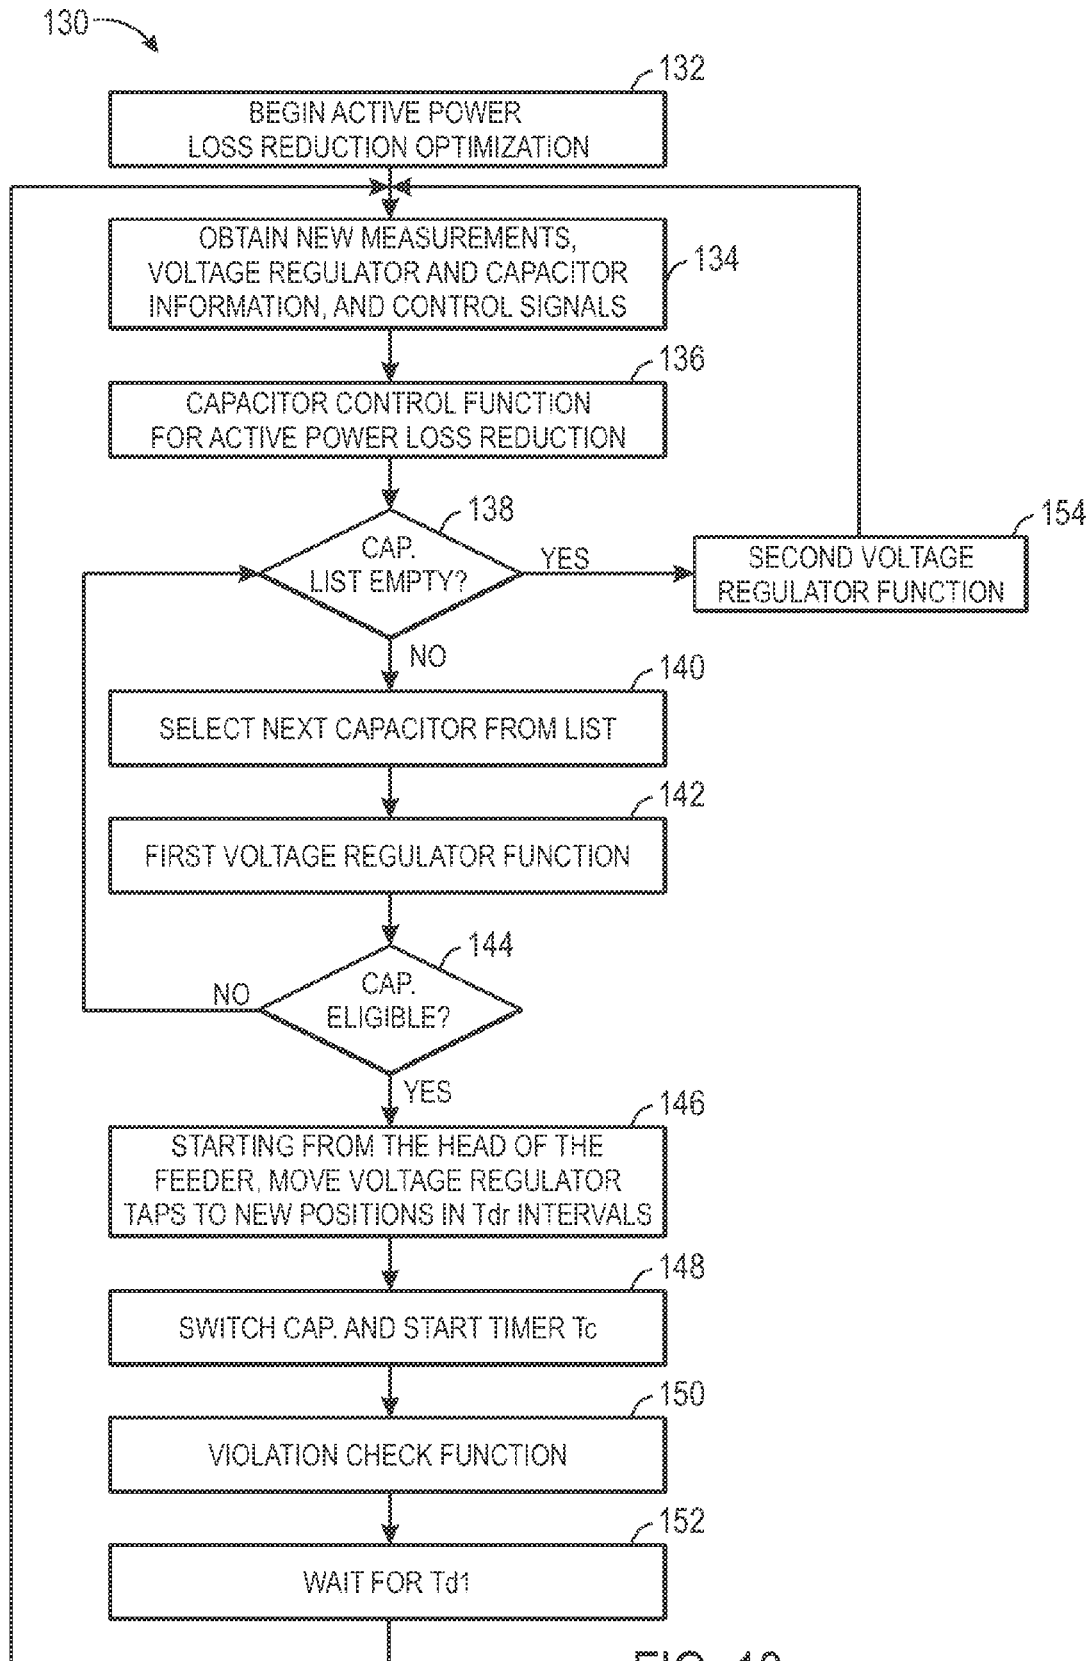 130
132
BEGIN ACTIVE POWER
LOSS REDUCTION OPTIMIZATION
OBTAIN NEW MEASUREMENTS,
VOLTAGE REGULATOR AND CAPACITOR
INFORMATION, AND CONTROL SIGNALS
134
136
CAPACITOR CONTROL FUNCTION
FOR ACTIVE POWER LOSS REDUCTION
138
CAP.
LIST EMPTY?
YES
154
SECOND VOLTAGE
REGULATOR FUNCTION
NO
140
SELECT NEXT CAPACITOR FROM LIST
142
FIRST VOLTAGE REGULATOR FUNCTION
144
CAP.
ELIGIBLE?
NO
YES
146
STARTING FROM THE HEAD OF THE
FEEDER, MOVE VOLTAGE REGULATOR
TAPS TO NEW POSITIONS IN Tdr INTERVALS
148
SWITCH CAP. AND START TIMER Tc
150
VIOLATION CHECK FUNCTION
152
WAIT FOR Td1